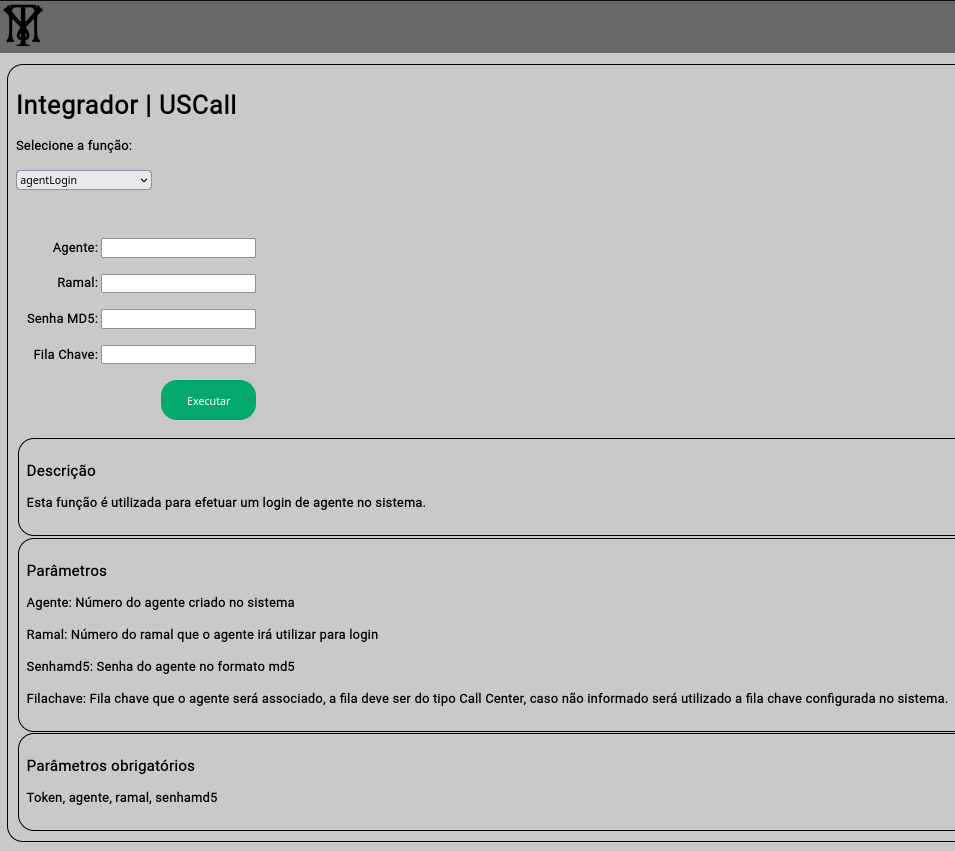 Integrador | USCall
Selecione a função:
agentLogin
Agente:
Ramal:
Senha MD5:
Fila Chave:
Executar
Descrição
Esta função é utilizada para efetuar um login de agente no sistema.
Parâmetros
Agente: Número do agente criado no sistema
Ramal: Número do ramal que o agente irá utilizar para login
Senhamd5: Senha do agente no formato md5
Filachave: Fila chave que o agente será associado, a fila deve ser do tipo Call Center, caso não informado será utilizado a fila chave configurada no sistema.
Parâmetros obrigatórios
Token, agente, ramal, senhamd5